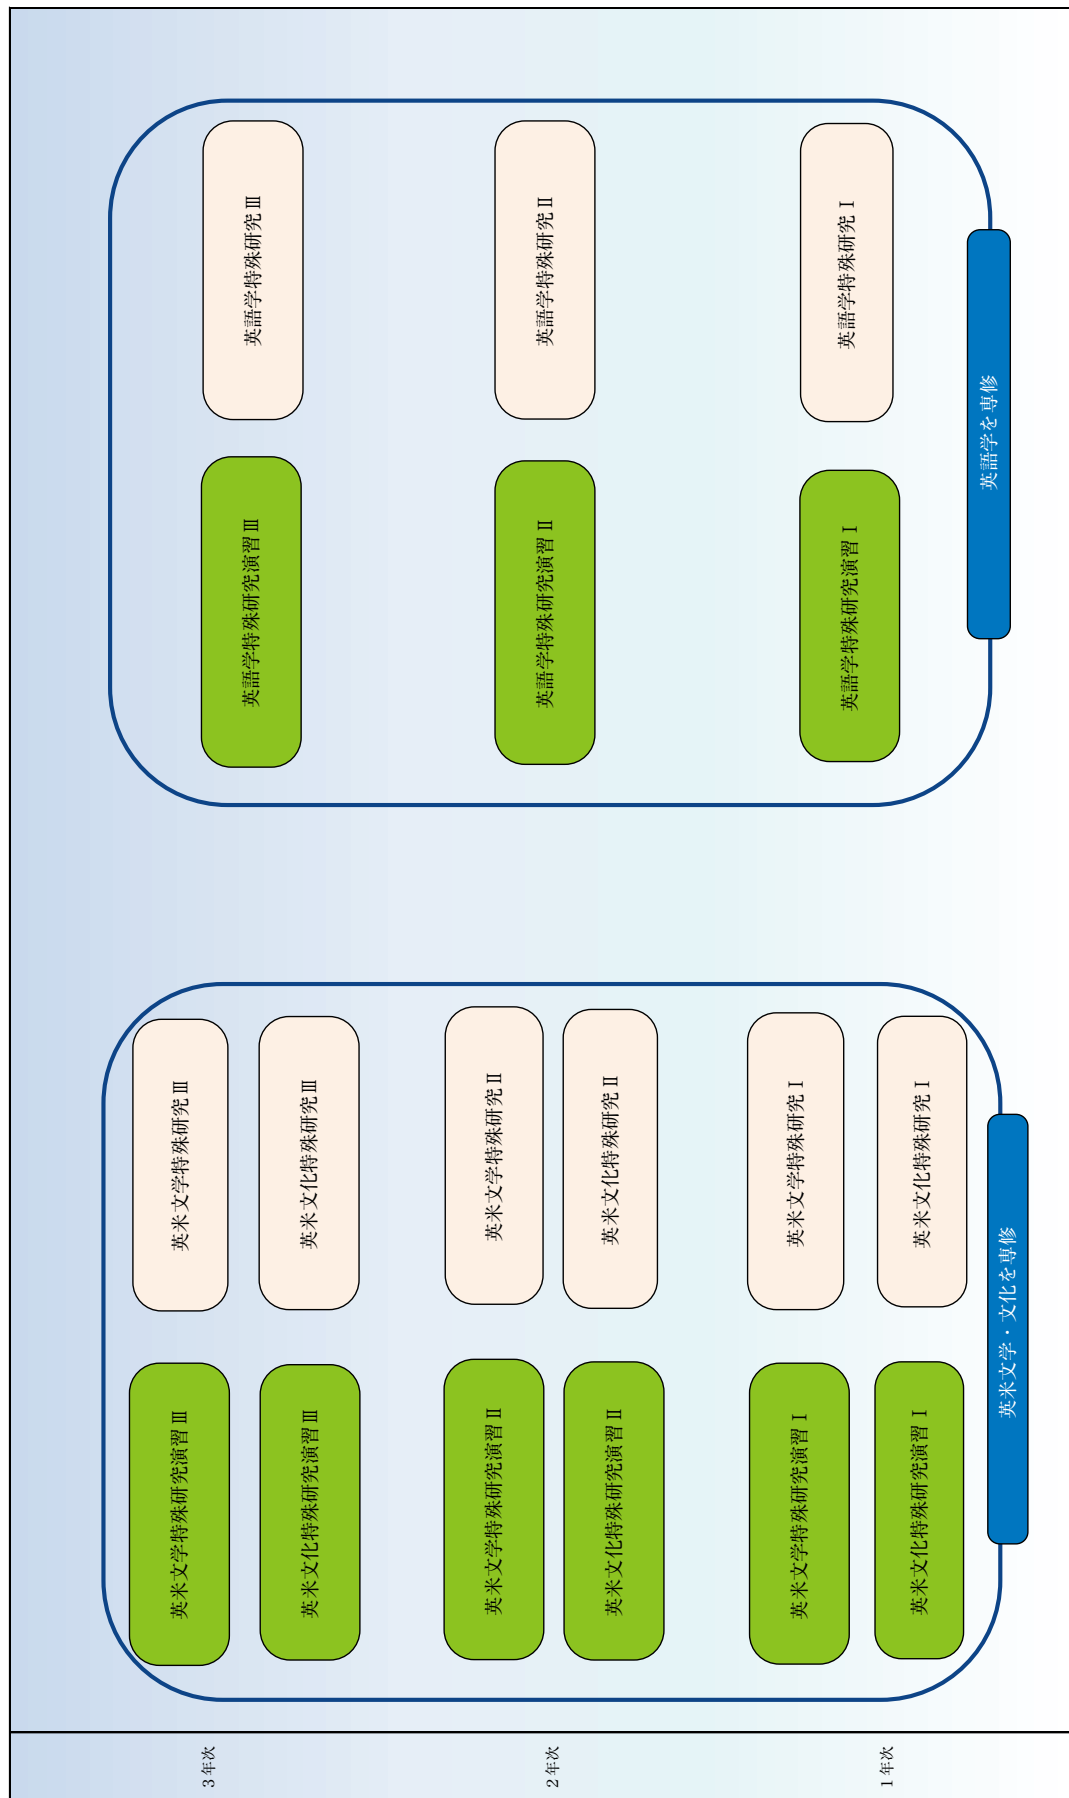 3年次
英米文学特殊研究演習Ⅲ
英米文学特殊研究Ⅲ
英米文化特殊研究演習Ⅲ
英米文化特殊研究Ⅲ
英語学特殊研究演習Ⅲ
英語学特殊研究Ⅲ
2年次
英米文学特殊研究演習Ⅱ
英米文学特殊研究Ⅱ
英米文化特殊研究演習Ⅱ
英米文化特殊研究Ⅱ
英語学特殊研究演習Ⅱ
英語学特殊研究Ⅱ
1年次
英米文学特殊研究演習Ⅰ
英米文学特殊研究Ⅰ
英米文化特殊研究演習Ⅰ
英米文化特殊研究Ⅰ
英語学特殊研究演習Ⅰ
英語学特殊研究Ⅰ
英米文学・文化を専修
英語学を専修